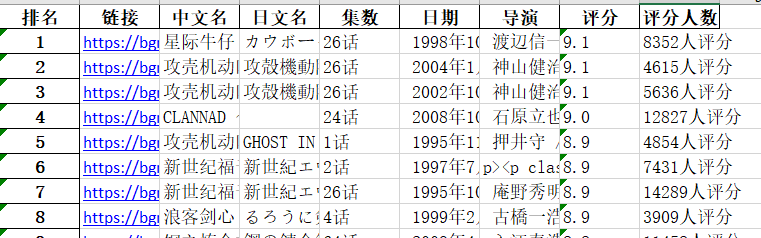 排名 链接 中文名 日文名 集数 日期 导演 评分 评分人数
1 https://bg 星际牛仔 カウボー 26话 1998年10 渡辺信一 9.1 8352人评分
2 https://bg 攻壳机动 攻殻機動 26话 2004年1 神山健治 9.1 4615人评分
3 https://bg 攻壳机动 攻殻機動 26话 2002年10 神山健治 9.1 5636人评分
4 https://bg CLANNAD 24话 2008年10 石原立也 9.0 12827人评分
5 https://bg 攻壳机动 GHOST IN 1话 1995年11 押井守 / 8.9 4854人评分
6 https://bg 新世纪福 新世紀エ 2话 1997年7 p><p clas 8.9 7431人评分
7 https://bg 新世纪福 新世紀エ 26话 1995年10 庵野秀明 8.9 14289人评分
8 https://bg 浪客剑心 るろうに 4话 1999年2 古橋一浩 8.9 3909人评分